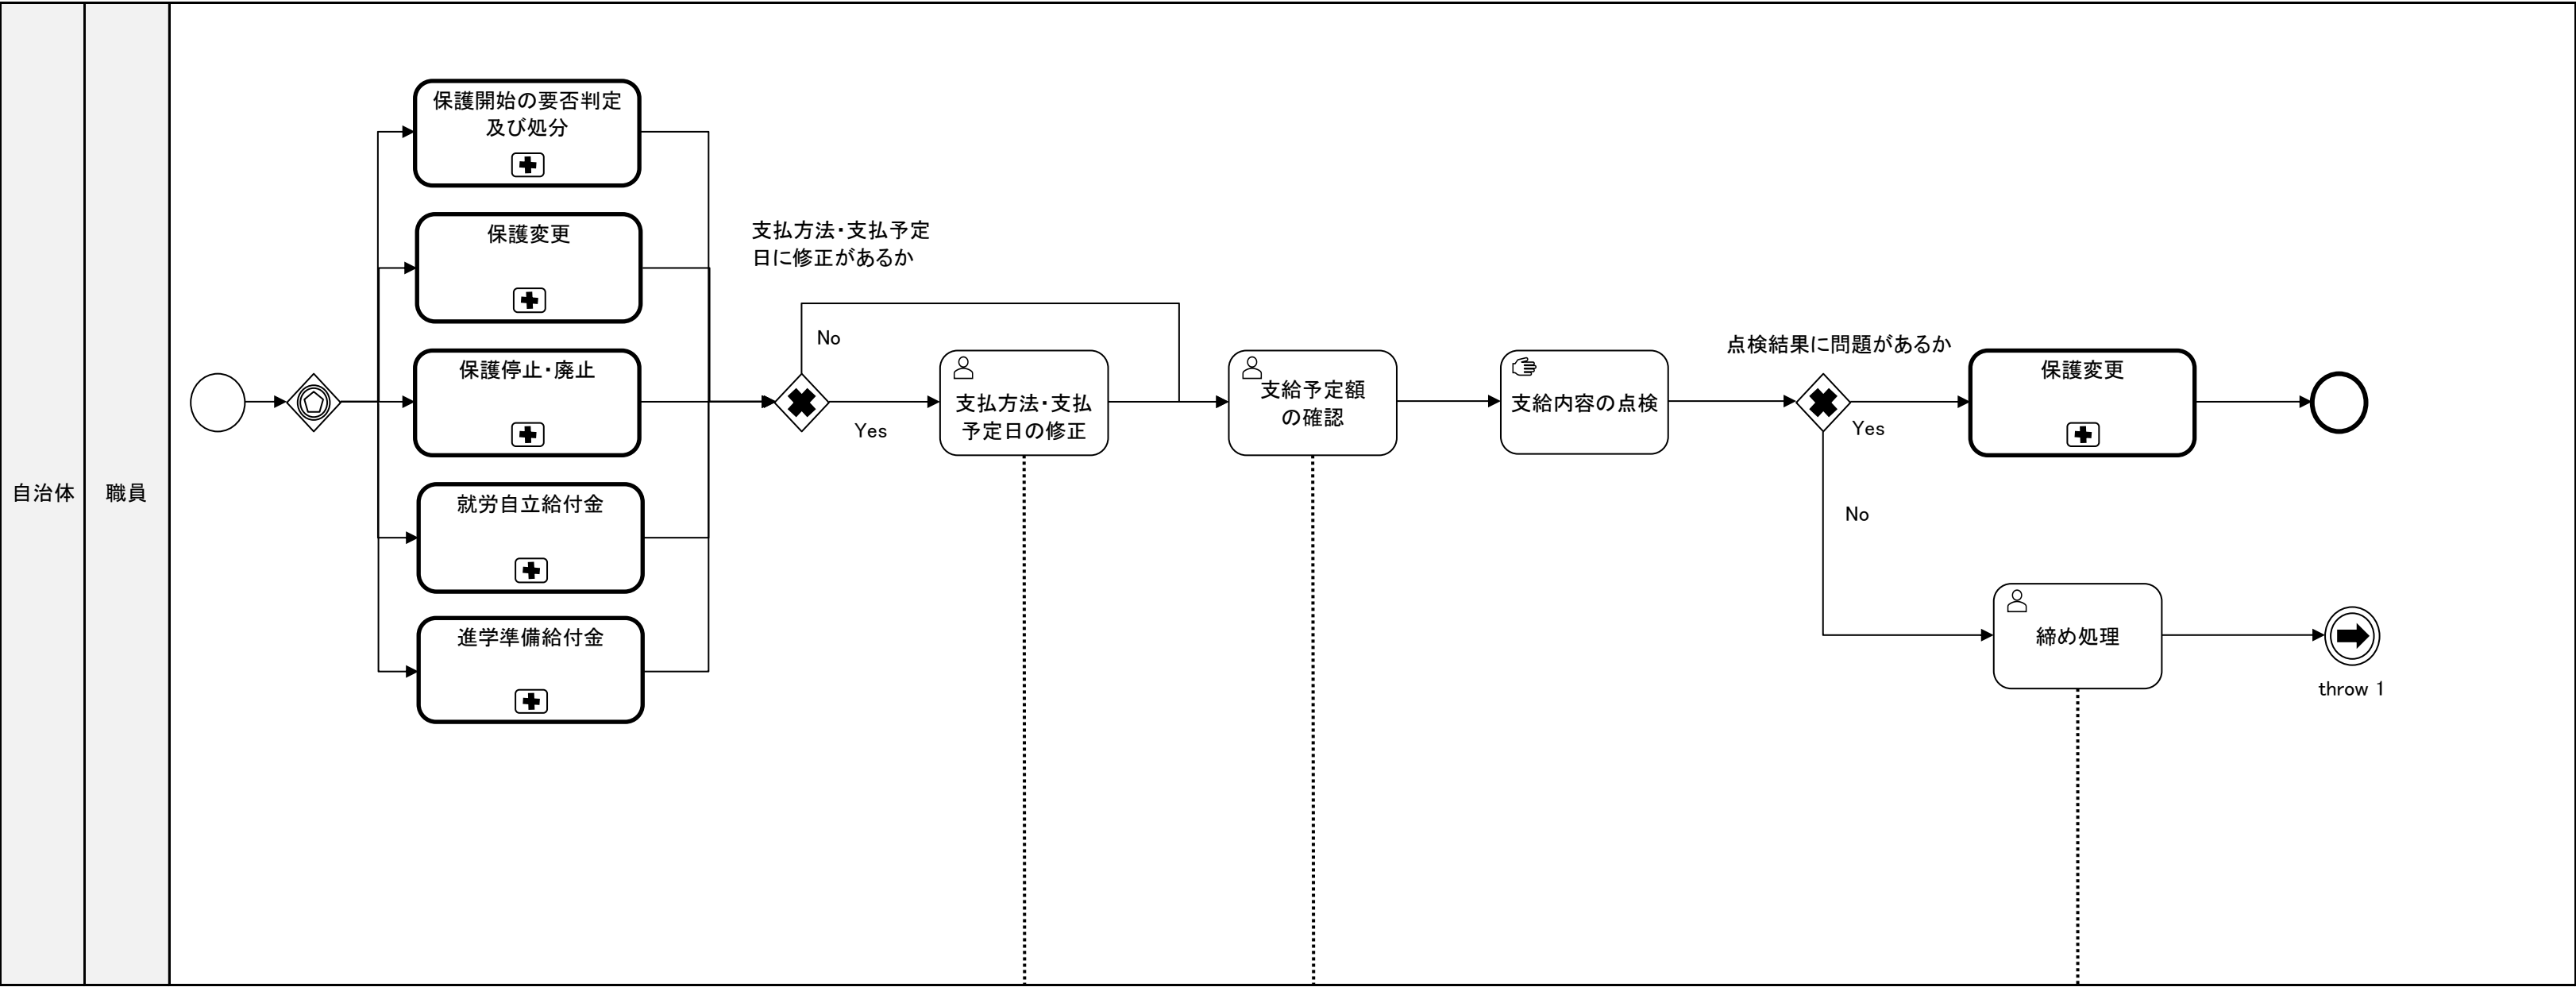 自治体
職員
保護開始の要否判定
及び処分
保護変更
保護停止・廃止
就労自立給付金
進学準備給付金
支払方法・支払予定
日に修正があるか
No
Yes
支払方法・支払
予定日の修正
支給予定額
の確認
支給内容の点検
点検結果に問題があるか
Yes
No
保護変更
締め処理
throw 1